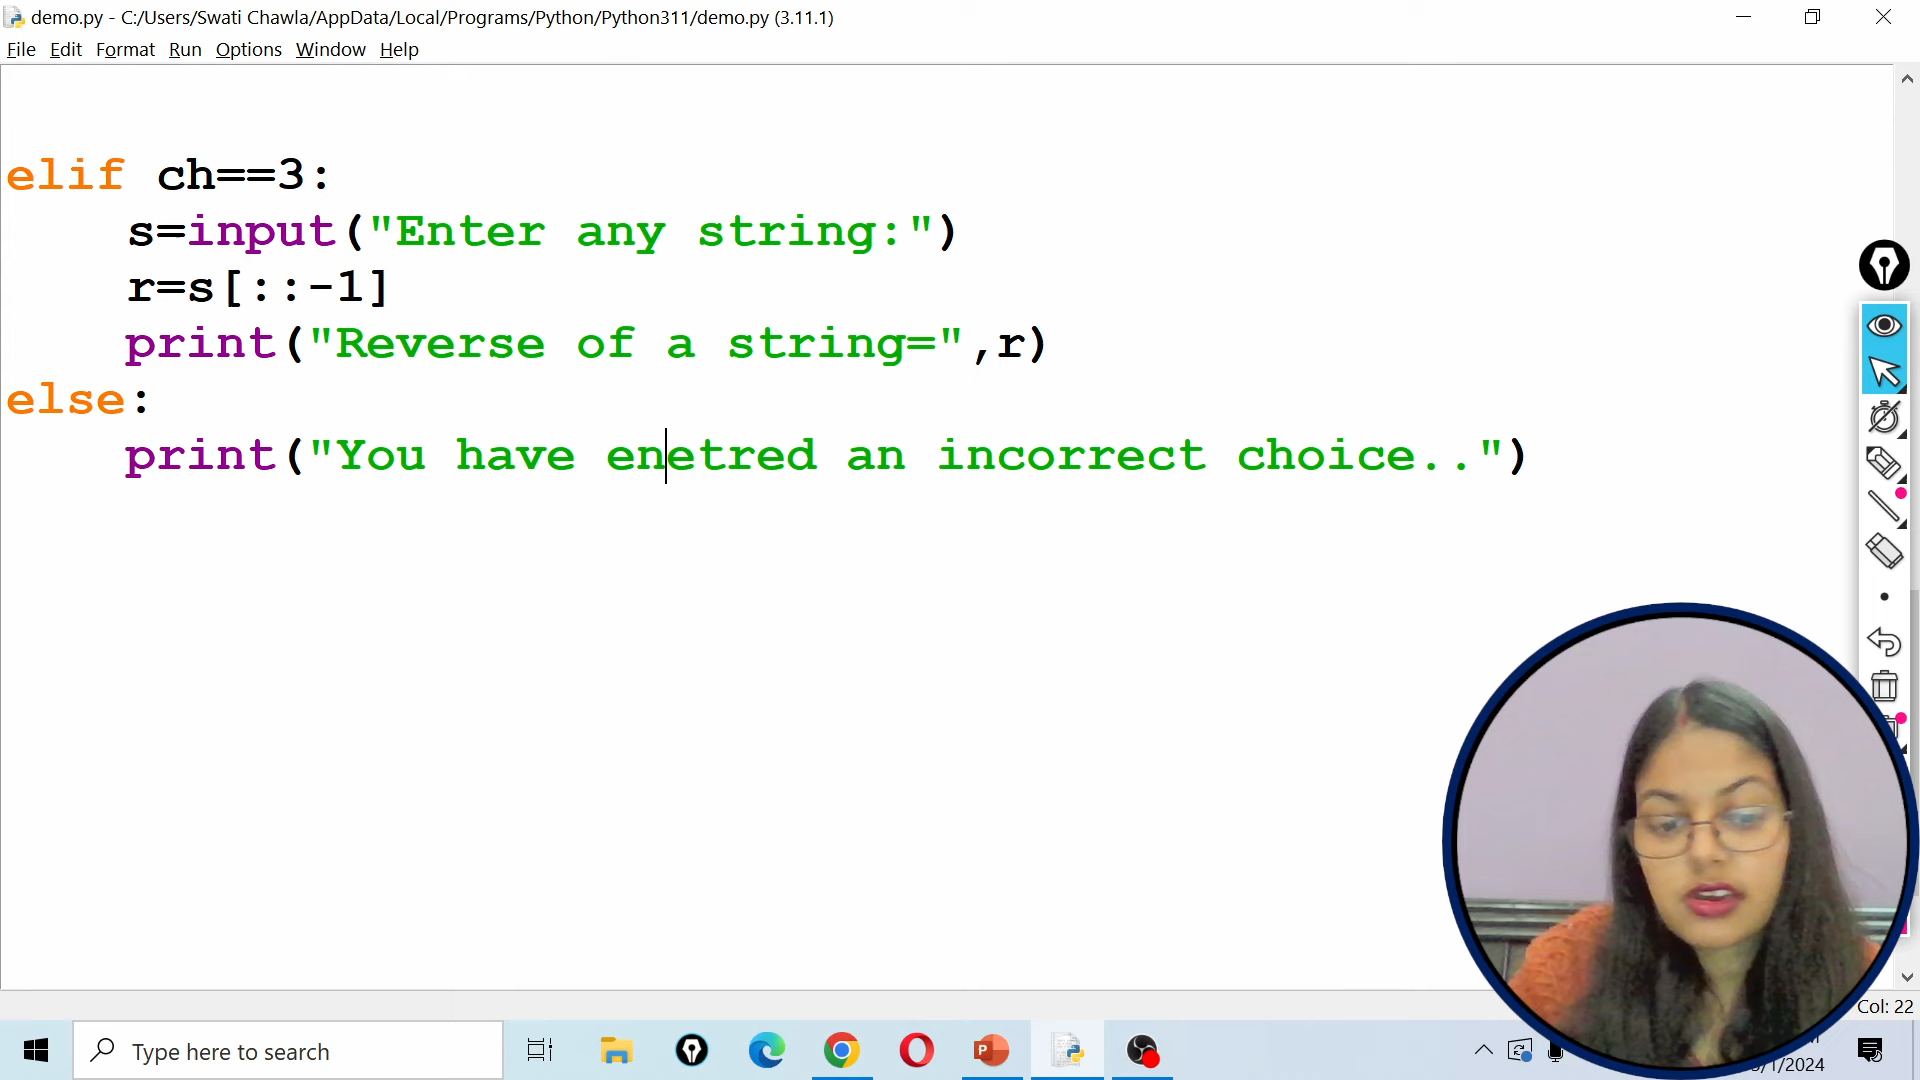 demo.py - C:/Users/Swati Chawla/AppData/Local/Programs/Python/Python311/demo.py (3.11.1)
File Edit Format Run Options Window Help
elif ch==3:
    s=input("Enter any string:")
    r=s[::-1]
    print("Reverse of a string=",r)
else:
    print("You have enetred an incorrect choice..")
Col: 22
Type here to search
/1/2024